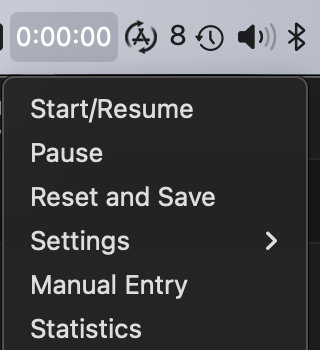 0:00:00 8
Start/Resume
Pause
Reset and Save
Settings
Manual Entry
Statistics